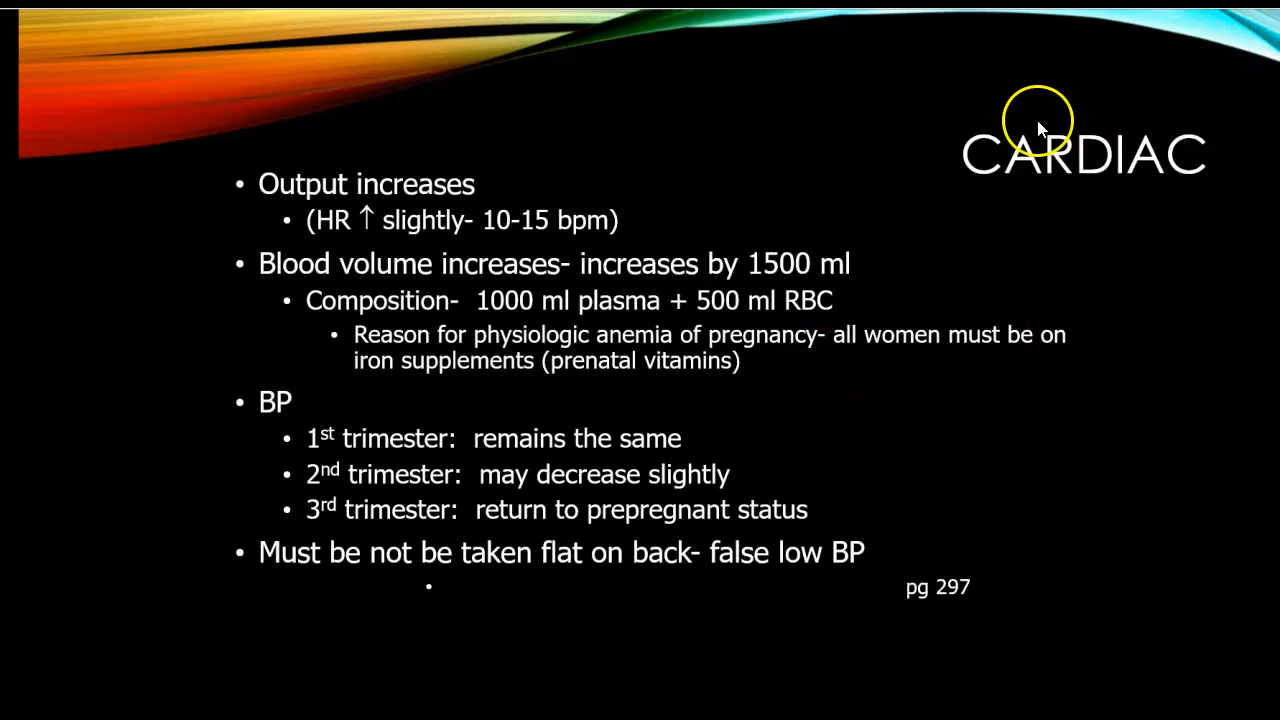 CARDIAC
• Output increases
• (HR ↑ slightly- 10-15 bpm)
• Blood volume increases- increases by 1500 ml
• Composition-  1000 ml plasma + 500 ml RBC
• Reason for physiologic anemia of pregnancy- all women must be on
iron supplements (prenatal vitamins)
• BP
• 1st trimester:  remains the same
• 2nd trimester:  may decrease slightly
• 3rd trimester:  return to prepregnant status
• Must be not be taken flat on back- false low BP
• pg 297